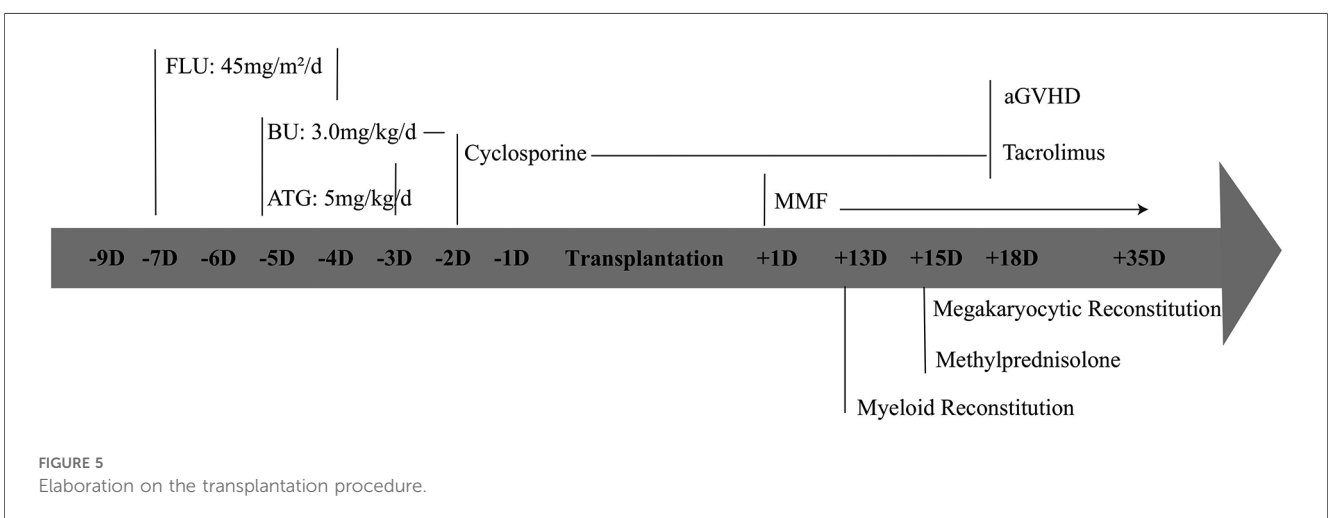 FLU: 45mg/m²/d
aGVHD
BU: 3.0mg/kg/d
Cyclosporine
Tacrolimus
ATG: 5mg/kg/d
MMF
-9D -7D -6D -5D -4D -3D -2D -1D Transplantation +1D +13D +15D +18D +35D
Megakaryocytic Reconstitution
Methylprednisolone
Myeloid Reconstitution
FIGURE 5
Elaboration on the transplantation procedure.